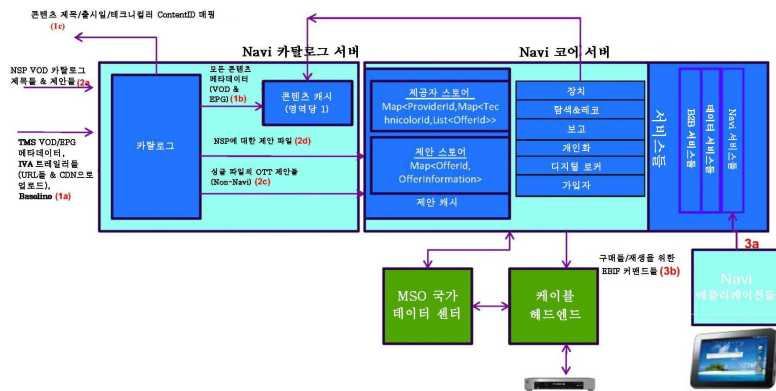 콘텐츠 제목/출시일/테크니컬러 ContentID 매핑
(1c)
Navi 카탈로그 서버
Navi 코어 서버
NSP VOD 카탈로그
제목들 & 제안들 (2a
모든 콘텐츠
메타데이터
(VOD &
EPG) (1b)
콘텐츠 캐시
(영역당 1)
카탈로그
NSP에 대한 제안 파일 (2d)
싱글 파일의 OTT 제안들
(Non-Navi) (2c)
TMS VOD/EPG
메타데이터,
IVA 트레일러들
(URL들 & CDN으로
업로드),
Baseline (1a)
제공자 스토어
Map<ProviderId,Map<Tec
hnicolorId,List<OfferId>>
제안 스토어
Map<OfferId,
OfferInformation>
제안 캐시
장치
탐색&레코
보고
개인화
디지털 로커
가입자
서비스들
B2B 서비스들
데이터 서비스들
Navi 서비스들
3a
구매들/재생을 위한
EBIF 커맨드들 (3b)
MSO 국가
데이터 센터
케이블
헤드엔드
Navi
애플리케이션들